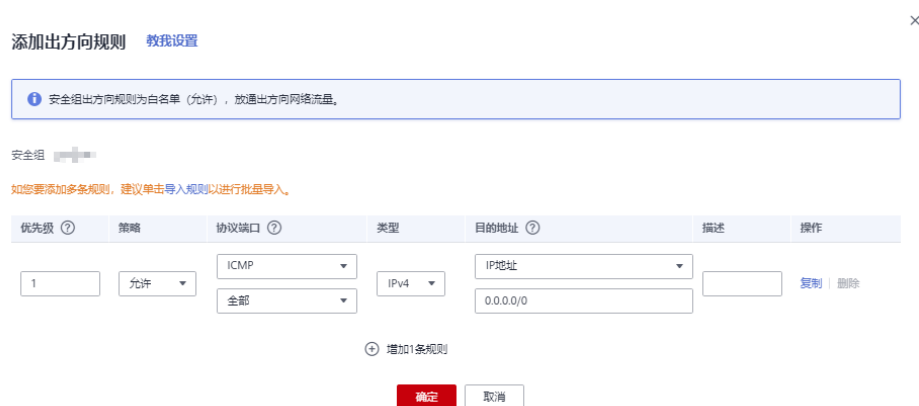 添加出方向规则 教我设置
安全组出方向规则为白名单（允许），放通出方向网络流量。
安全组
如您要添加多条规则，建议单击导入规则以进行批量导入。
优先级 ? 策略 协议端口 ? 类型 目的地址 ? 描述 操作
1 允许 ICMP IPv4 IP地址 复制 | 删除
全部 0.0.0.0/0
增加1条规则
确定 取消